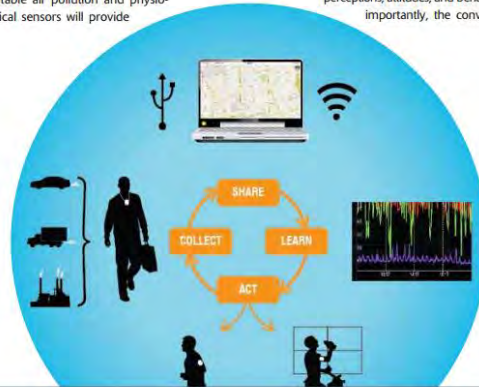 table air pollution and physio-
ical sensors will provide
perceptions, attitudes, and
importantly, the conv
SHARE
COLLECT
LEARN
ACT